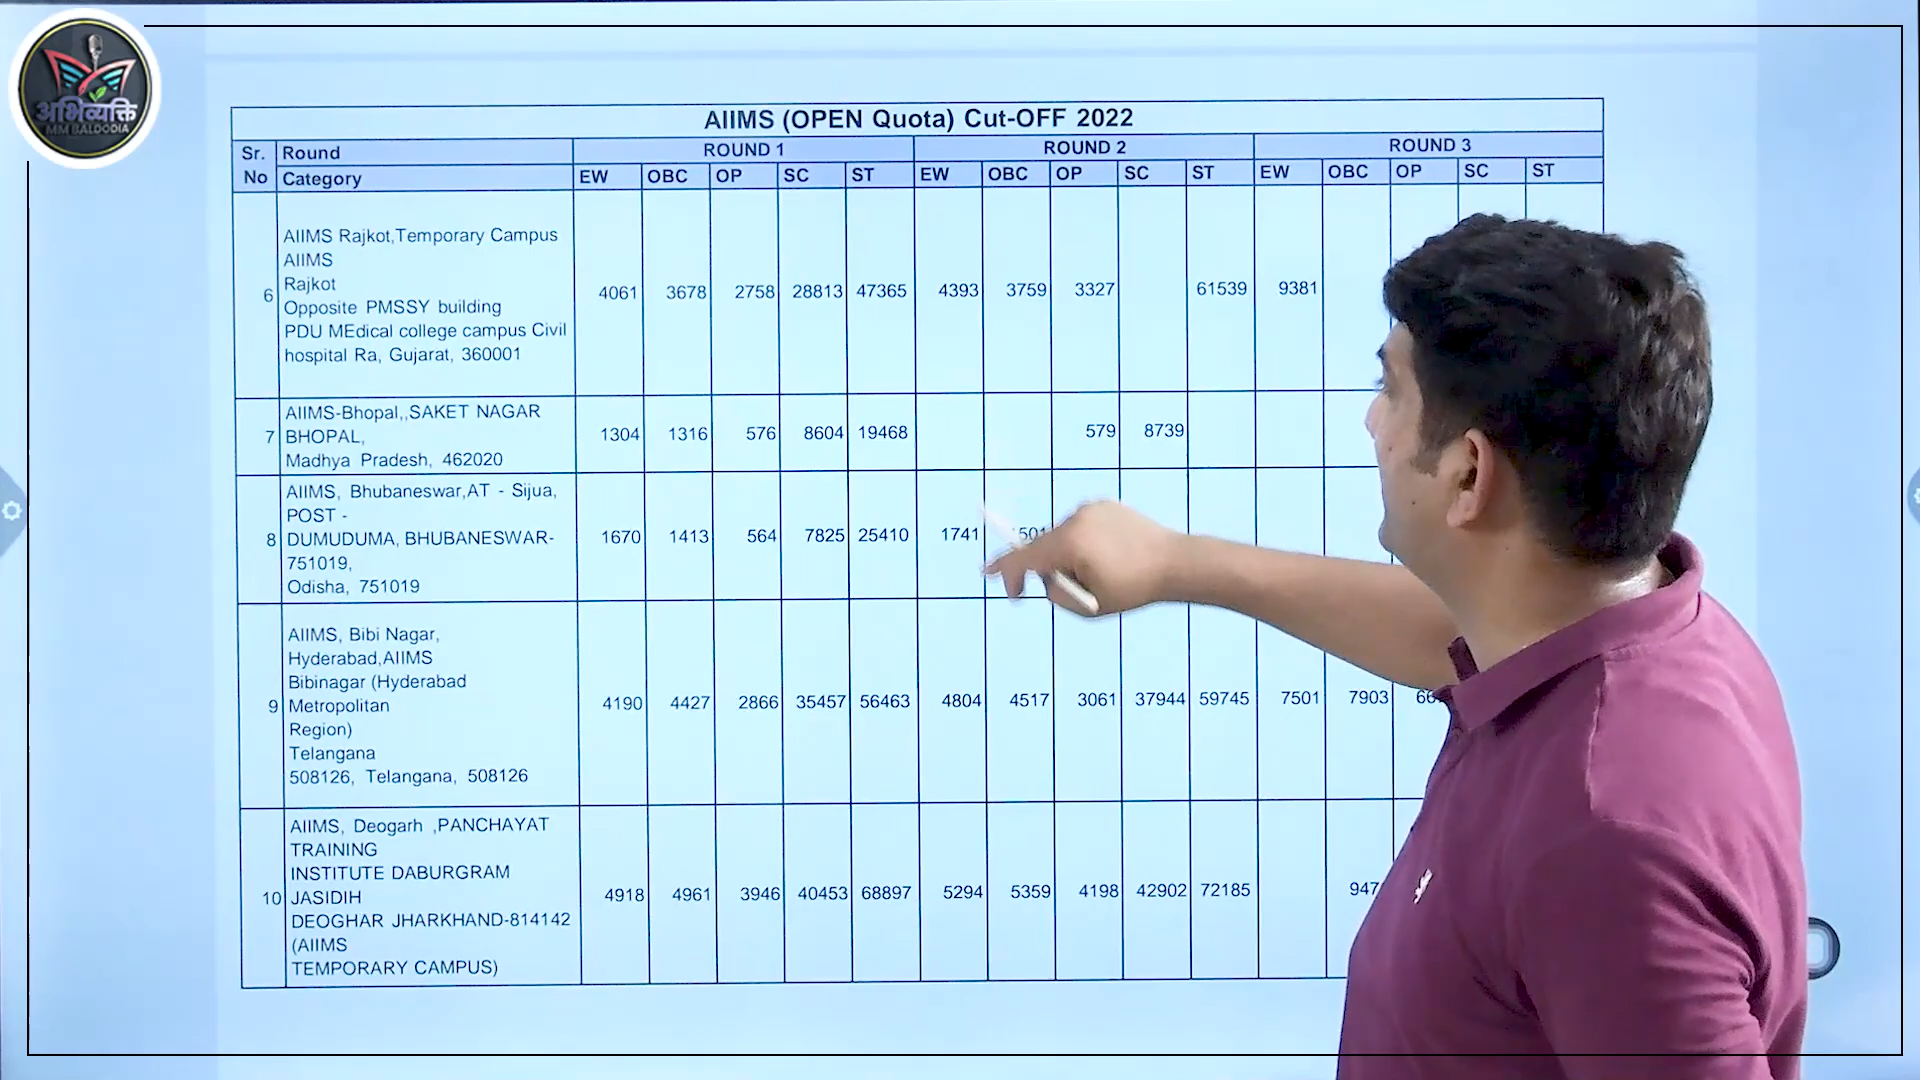 अभिव्यक्ति
MM BALDODIA
AIIMS (OPEN Quota) Cut-OFF 2022
Sr. No Round ROUND 1 ROUND 2 ROUND 3
Category EW OBC OP SC ST EW OBC OP SC ST EW OBC OP SC ST
AIIMS Rajkot,Temporary Campus
AIIMS
Rajkot
6 4061 3678 2758 28813 47365 4393 3759 3327 61539 9381
Opposite PMSSY building
PDU MEdical college campus Civil
hospital Ra, Gujarat, 360001
AIIMS-Bhopal,,SAKET NAGAR
7 BHOPAL, 1304 1316 576 8604 19468 579 8739
Madhya Pradesh, 462020
AIIMS, Bhubaneswar,AT - Sijua,
POST -
8 DUMUDUMA, BHUBANESWAR- 1670 1413 564 7825 25410 1741
751019,
Odisha, 751019
AIIMS, Bibi Nagar,
Hyderabad,AIIMS
Bibinagar (Hyderabad
9 Metropolitan 4190 4427 2866 35457 56463 4804 4517 3061 37944 59745 7501 7903
Region)
Telangana
508126, Telangana, 508126
AIIMS, Deogarh ,PANCHAYAT
TRAINING
INSTITUTE DABURGRAM
10 JASIDIH 4918 4961 3946 40453 68897 5294 5359 4198 42902 72185
DEOGHAR JHARKHAND-814142
(AIIMS
TEMPORARY CAMPUS)